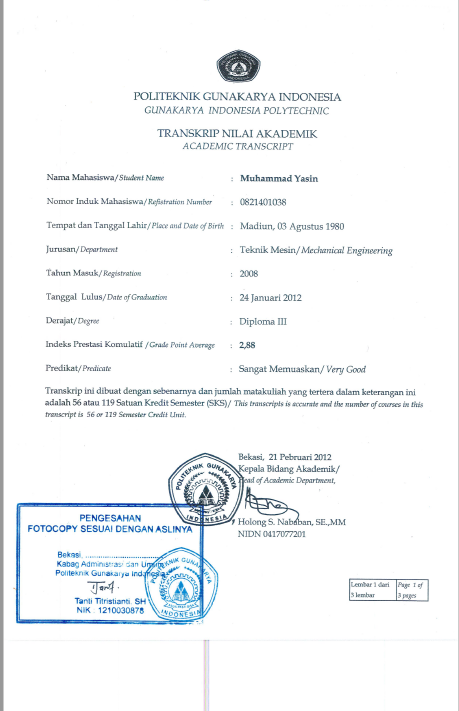 POLITEKNIK GUNAKARYA INDONESIA
GUNAKARYA INDONESIA POLYTECHNIC
TRANSKRIP NILAI AKADEMIK
ACADEMIC TRANSCRIPT
Nama Mahasiswa/Student Name : Muhammad Yasin
Nomor Induk Mahasiswa/Refistration Number : 0821401038
Tempat dan Tanggal Lahir/Place and Date of Birth : Madiun, 03 Agustus 1980
Jurusan/Department : Teknik Mesin/Mechanical Engineering
Tahun Masuk/Registration : 2008
Tanggal Lulus/Date of Graduation : 24 Januari 2012
Derajat/Degree : Diploma III
Indeks Prestasi Komulatif /Grade Point Average : 2,88
Predikat/Predicate : Sangat Memuaskan/Very Good
Transkrip ini dibuat dengan sebenarnya dan jumlah matakuliah yang tertera dalam keterangan ini
adalah 56 atau 119 Satuan Kredit Semester (SKS)/ This transcripts is accurate and the number of courses in this
transcript is 56 or 119 Semester Credit Unit.
Bekasi, 21 Pebruari 2012
Kepala Bidang Akademik/
Head of Academic Department,
POLITEKNIK GUNAKARYA
INDONESIA
Holong S. Nababan, SE.,MM
NIDN 0417077201
PENGESAHAN
FOTOCOPY SESUAI DENGAN ASLINYA
Bekasi, ......................
Kabag Administrasi dan Umum
Politeknik Gunakarya Indonesia
INDONESIA
Tanti Titristianti. SH
NIK 1210030878
Lembar 1 dari Page 1 of
3 lembar 3 pages